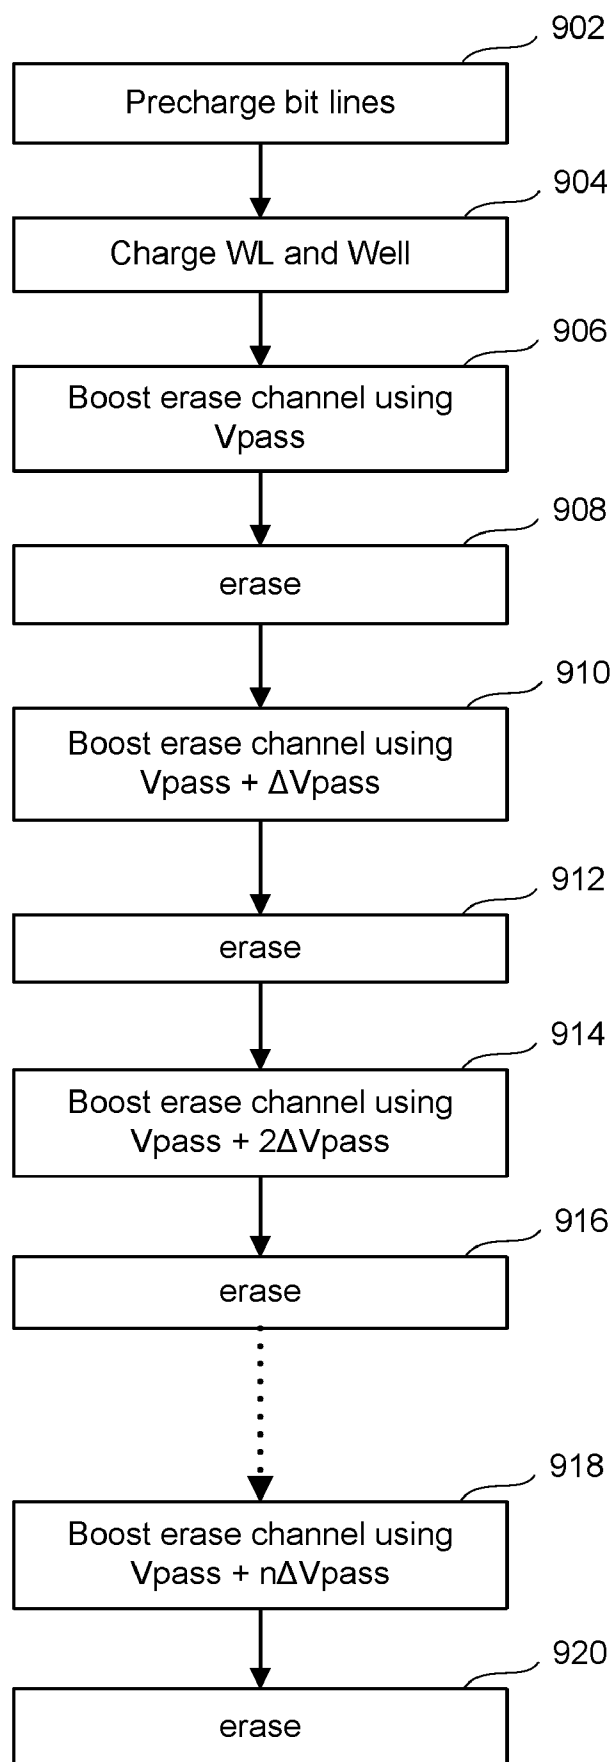 902
Precharge bit lines
904
Charge WL and Well
906
Boost erase channel using
Vpass
908
erase
910
Boost erase channel using
Vpass + ΔVpass
912
erase
914
Boost erase channel using
Vpass + 2ΔVpass
916
erase
918
Boost erase channel using
Vpass + nΔVpass
920
erase